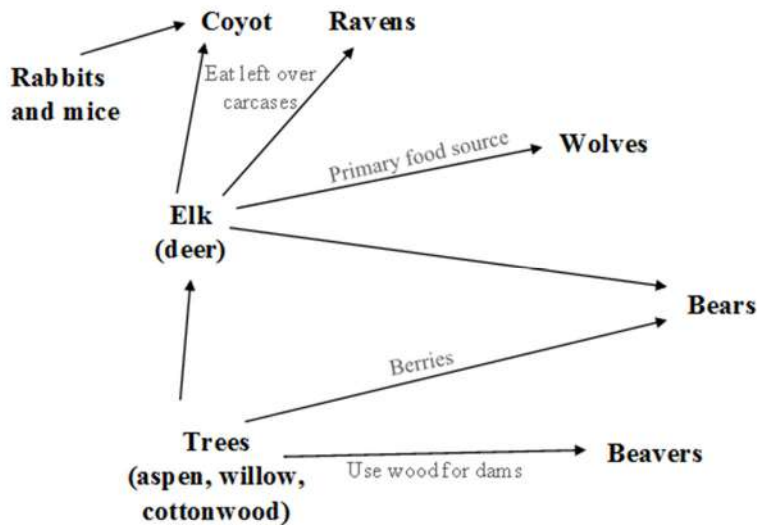 Coyot
Ravens
Rabbits
and mice
Eat left over
carcases
Primary food source
Wolves
Elk
(deer)
Bears
Berries
Trees
(aspen, willow,
cottonwood)
Use wood for dams
Beavers